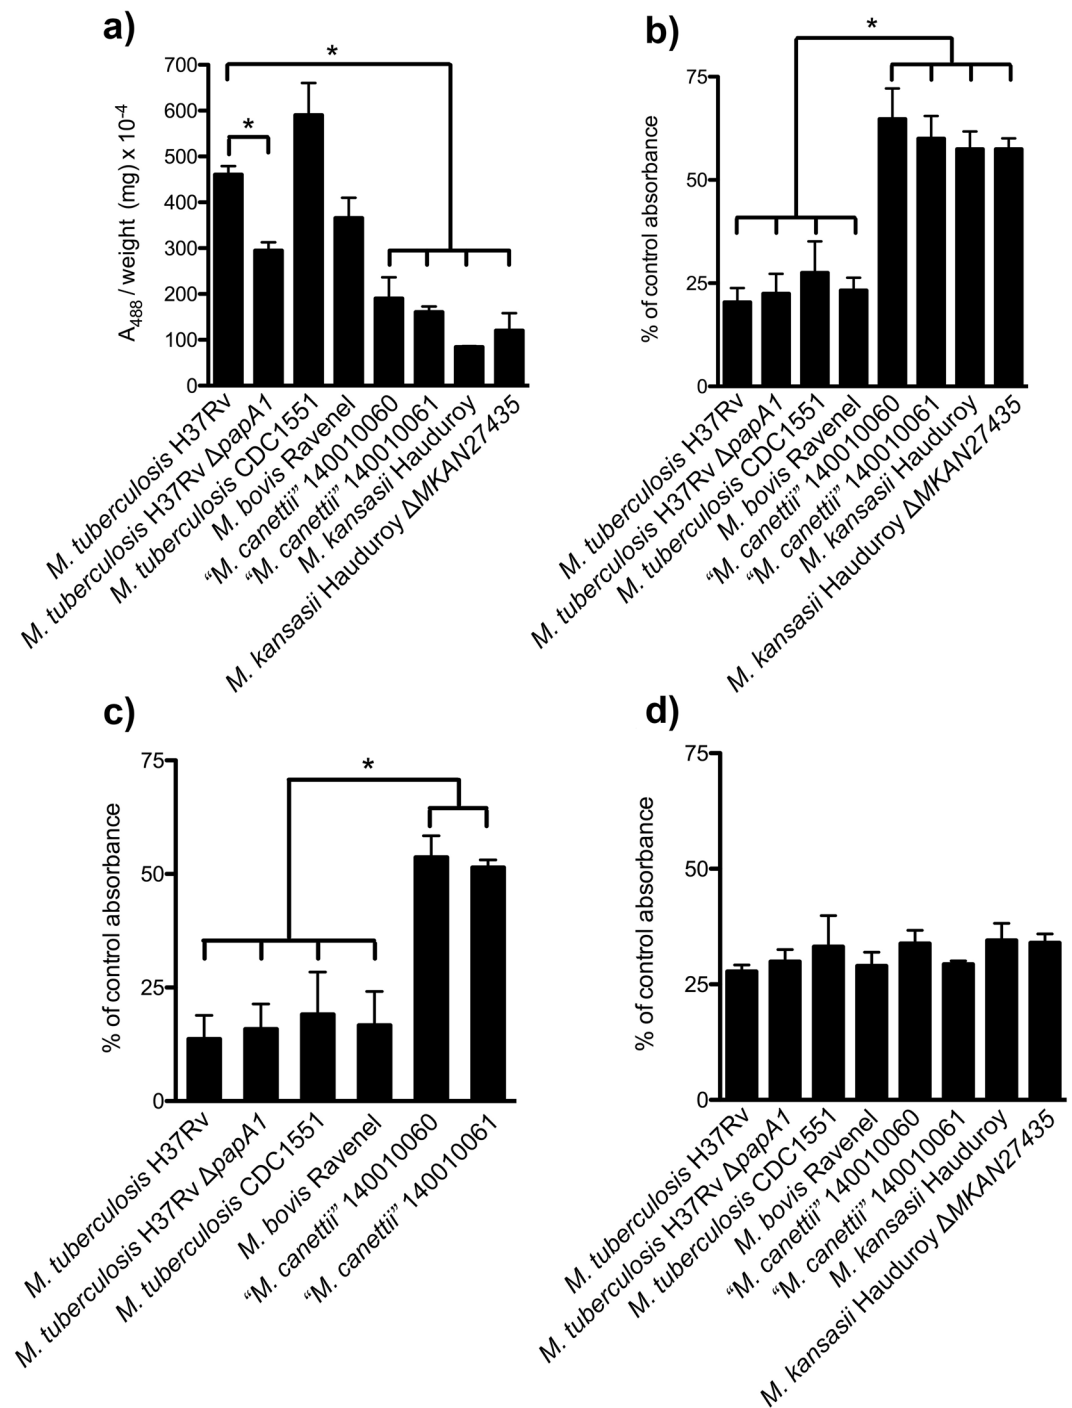 a)
*
*
A488 / weight (mg) x 10-4
700
600
500
400
300
200
100
0
M. tuberculosis H37Rv
M. tuberculosis H37Rv ΔpapA1
M. tuberculosis CDC1551
M. bovis Ravenel
“M. canettii” 140010060
“M. canettii” 140010061
M. kansasii Hauduroy
M. kansasii Hauduroy ΔMKAN27435
b)
*
% of control absorbance
75
50
25
0
M. tuberculosis H37Rv
M. tuberculosis H37Rv ΔpapA1
M. tuberculosis CDC1551
M. bovis Ravenel
“M. canettii” 140010060
“M. canettii” 140010061
M. kansasii Hauduroy
M. kansasii Hauduroy ΔMKAN27435
c)
*
% of control absorbance
75
50
25
0
M. tuberculosis H37Rv
M. tuberculosis H37Rv ΔpapA1
M. tuberculosis CDC1551
M. bovis Ravenel
“M. canettii” 140010060
“M. canettii” 140010061
d)
% of control absorbance
75
50
25
0
M. tuberculosis H37Rv
M. tuberculosis H37Rv ΔpapA1
M. tuberculosis CDC1551
M. bovis Ravenel
“M. canettii” 140010060
“M. canettii” 140010061
M. kansasii Hauduroy
M. kansasii Hauduroy ΔMKAN27435